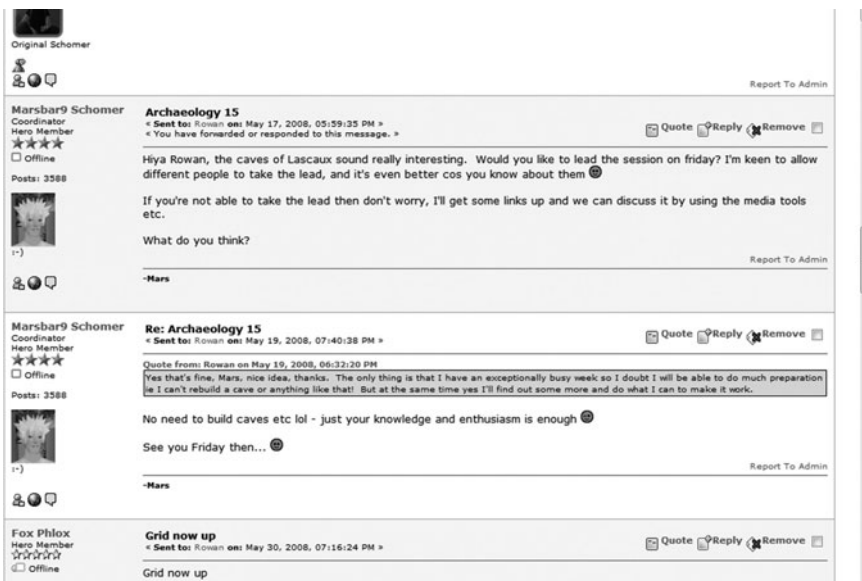 Original Schomer
Report To Admin
Marsbar9 Schomer
Coordinator
Hero Member
Offline
Posts: 3588
:-)
Archaeology 15
« Sent to: Rowan on: May 17, 2008, 05:59:35 PM »
« You have forwarded or responded to this message. »
Quote Reply Remove
Hiya Rowan, the caves of Lascaux sound really interesting. Would you like to lead the session on friday? I'm keen to allow
different people to take the lead, and it's even better cos you know about them
If you're not able to take the lead then don't worry, I'll get some links up and we can discuss it by using the media tools
etc.
What do you think?
Report To Admin
-Mars
Marsbar9 Schomer
Coordinator
Hero Member
Offline
Posts: 3588
:-)
Re: Archaeology 15
« Sent to: Rowan on: May 19, 2008, 07:40:38 PM »
Quote Reply Remove
Quote from: Rowan on May 19, 2008, 06:32:20 PM
Yes that's fine, Mars, nice idea, thanks. The only thing is that I have an exceptionally busy week so I doubt I will be able to do much preparation
ie I can't rebuild a cave or anything like that! But at the same time yes I'll find out some more and do what I can to make it work.
No need to build caves etc lol - just your knowledge and enthusiasm is enough
See you Friday then...
Report To Admin
-Mars
Fox Phlox
Hero Member
Offline
Grid now up
« Sent to: Rowan on: May 30, 2008, 07:16:24 PM »
Quote Reply Remove
Grid now up